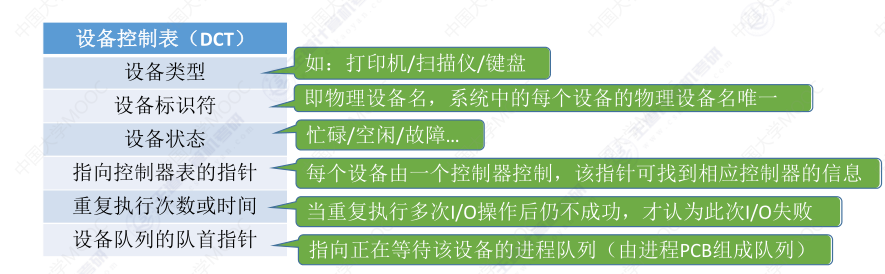 设备控制表（DCT）
设备类型
如：打印机/扫描仪/键盘
设备标识符
即物理设备名，系统中的每个设备的物理设备名唯一
设备状态
忙碌/空闲/故障…
指向控制器表的指针
每个设备由一个控制器控制，该指针可找到相应控制器的信息
重复执行次数或时间
当重复执行多次I/O操作后仍不成功，才认为此次I/O失败
设备队列的队首指针
指向正在等待该设备的进程队列（由进程PCB组成队列）